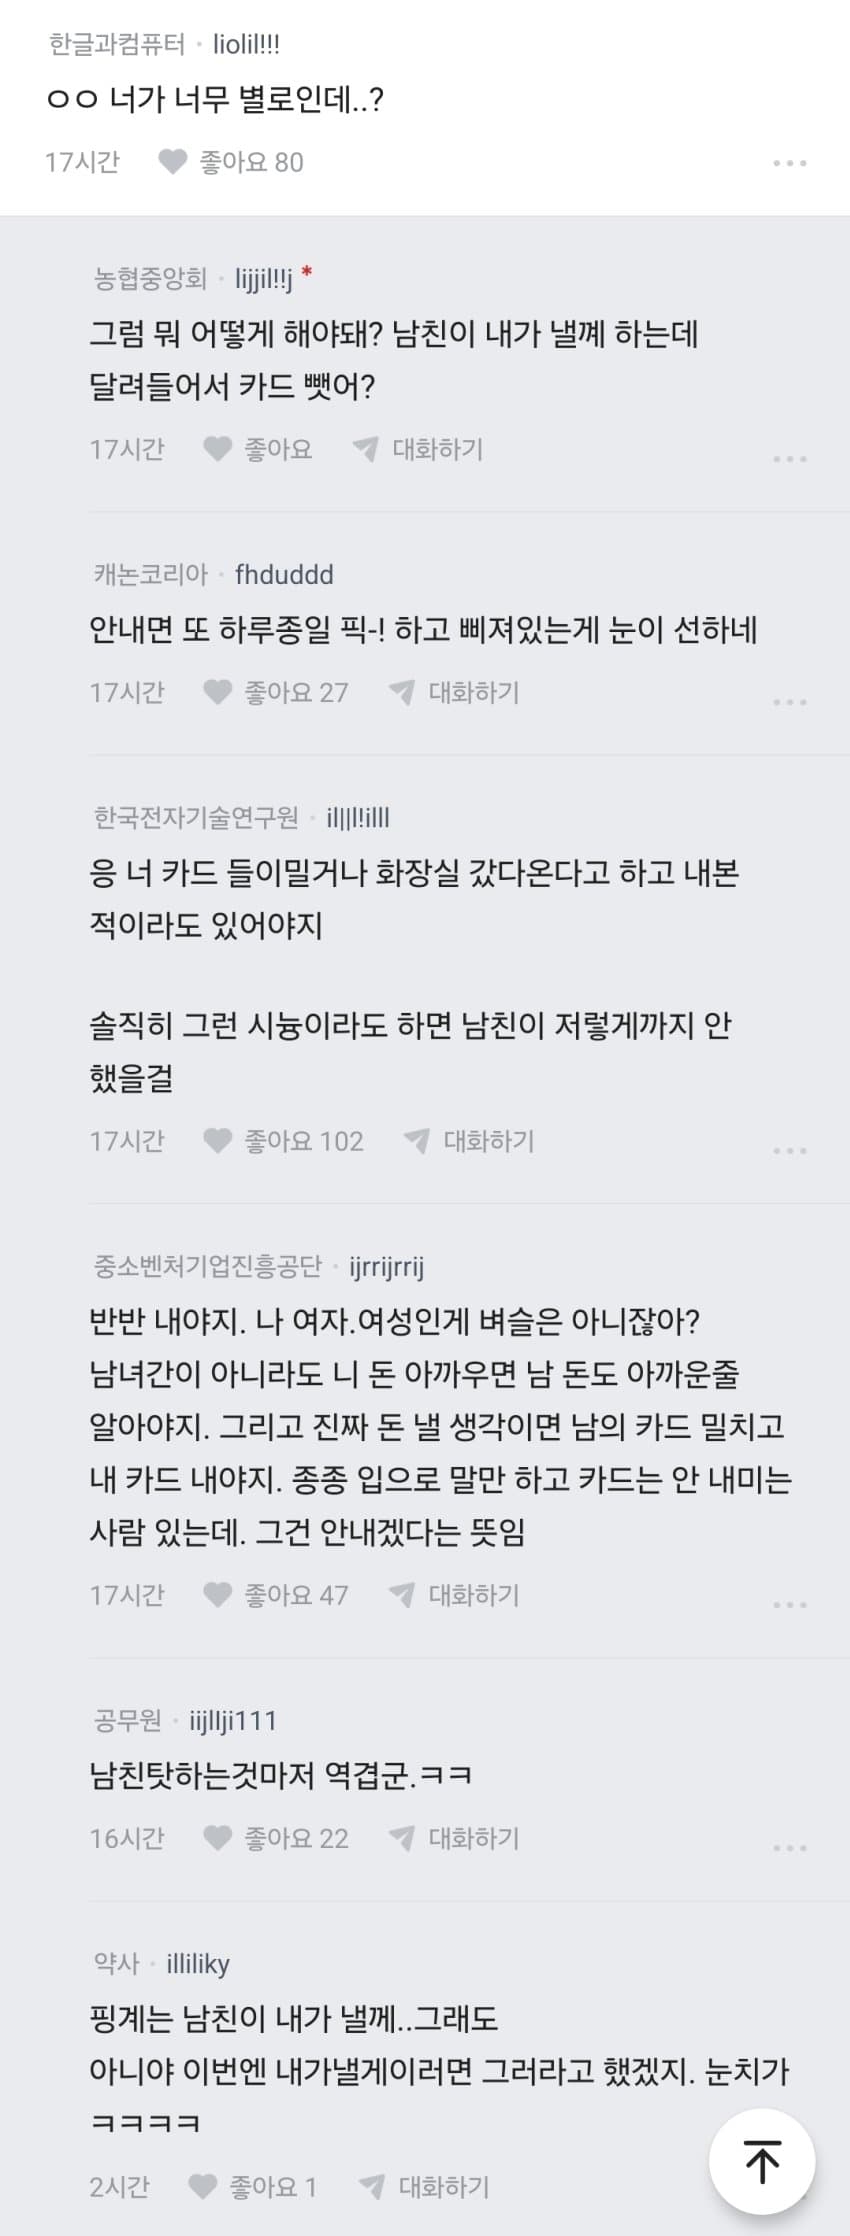 한글과컴퓨터 · liolil!!!
ㅇㅇ 너가 너무 별로인데..?
17시간 좋아요 80
농협중앙회 · lijjil!!j *
그럼 뭐 어떻게 해야돼? 남친이 내가 낼꼐 하는데
달려들어서 카드 뺏어?
17시간 좋아요 대화하기
캐논코리아 · fhduddd
안내면 또 하루종일 픽-! 하고 삐져있는게 눈이 선하네
17시간 좋아요 27 대화하기
한국전자기술연구원 · il||l!illl
응 너 카드 들이밀거나 화장실 갔다온다고 하고 내본
적이라도 있어야지
솔직히 그런 시늉이라도 하면 남친이 저렇게까지 안
했을걸
17시간 좋아요 102 대화하기
중소벤처기업진흥공단 · ijrrijrrij
반반 내야지. 나 여자.여성인게 벼슬은 아니잖아?
남녀간이 아니라도 니 돈 아까우면 남 돈도 아까운줄
알아야지. 그리고 진짜 돈 낼 생각이면 남의 카드 밀치고
내 카드 내야지. 종종 입으로 말만 하고 카드는 안 내미는
사람 있는데. 그건 안내겠다는 뜻임
17시간 좋아요 47 대화하기
공무원 · iijllji111
남친탓하는것마저 역겹군.ㅋㅋ
16시간 좋아요 22 대화하기
약사 · illiliky
핑계는 남친이 내가 낼께..그래도
아니야 이번엔 내가낼게이러면 그러라고 했겠지. 눈치가
ㅋㅋㅋㅋ
2시간 좋아요 1 대화하기